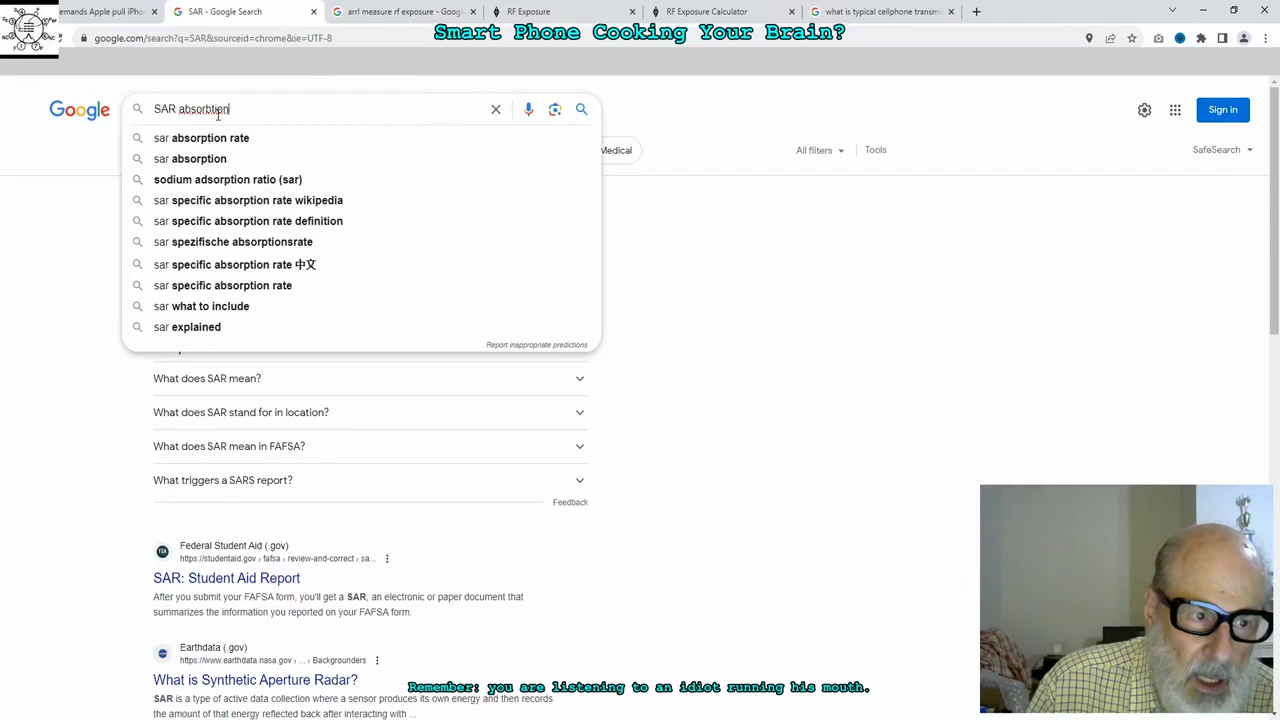 emands Apple pull iPho
SAR - Google Search
arrl measure rf exposure - Google
RF Exposure
RF Exposure Calculator
what is typical cellphone transmi
google.com/search?q=SAR&sourceid=chrome&ie=UTF-8
Smart Phone Cooking Your Brain?
Google
SAR absorbtion
Sign in
sar absorption rate
Medical
All filters
Tools
SafeSearch
sar absorption
sodium adsorption ratio (sar)
sar specific absorption rate wikipedia
sar specific absorption rate definition
sar spezifische absorptionsrate
sar specific absorption rate 中文
sar specific absorption rate
sar what to include
sar explained
Report inappropriate predictions
What does SAR mean?
What does SAR stand for in location?
What does SAR mean in FAFSA?
What triggers a SARS report?
Feedback
Federal Student Aid (.gov)
https://studentaid.gov › fafsa › review-and-correct › sa...
SAR: Student Aid Report
After you submit your FAFSA form, you'll get a SAR, an electronic or paper document that
summarizes the information you reported on your FAFSA form.
Earthdata (.gov)
https://www.earthdata.nasa.gov › ... › Backgrounders
What is Synthetic Aperture Radar?
Remember: you are listening to an idiot running his mouth.
SAR is a type of active data collection where a sensor produces its own energy and then records
the amount of that energy reflected back after interacting with ...